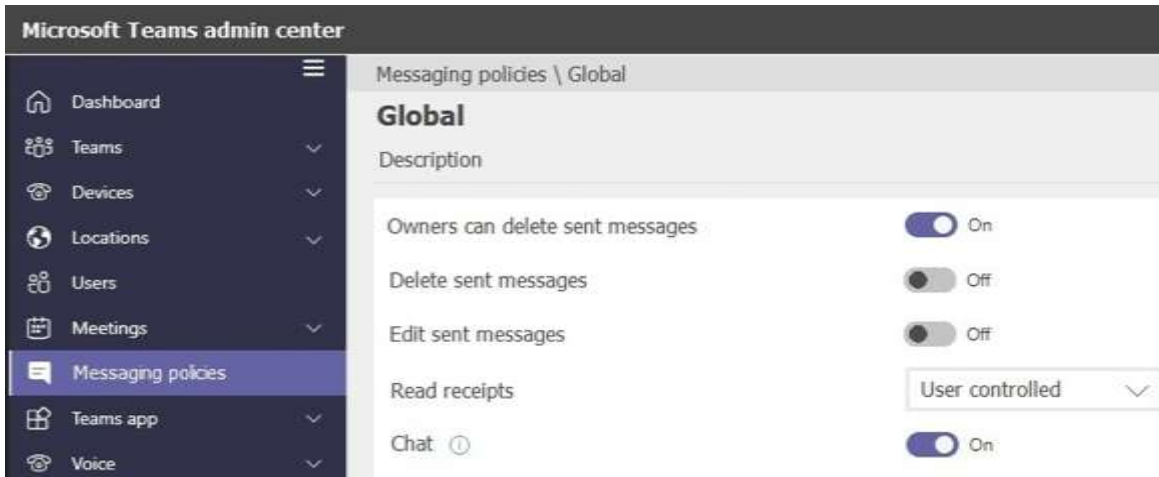 Microsoft Teams admin center
Dashboard
Teams
Devices
Locations
Users
Meetings
Messaging policies
Teams app
Voice
Messaging policies \ Global
Global
Description
Owners can delete sent messages On
Delete sent messages Off
Edit sent messages Off
Read receipts User controlled
Chat On